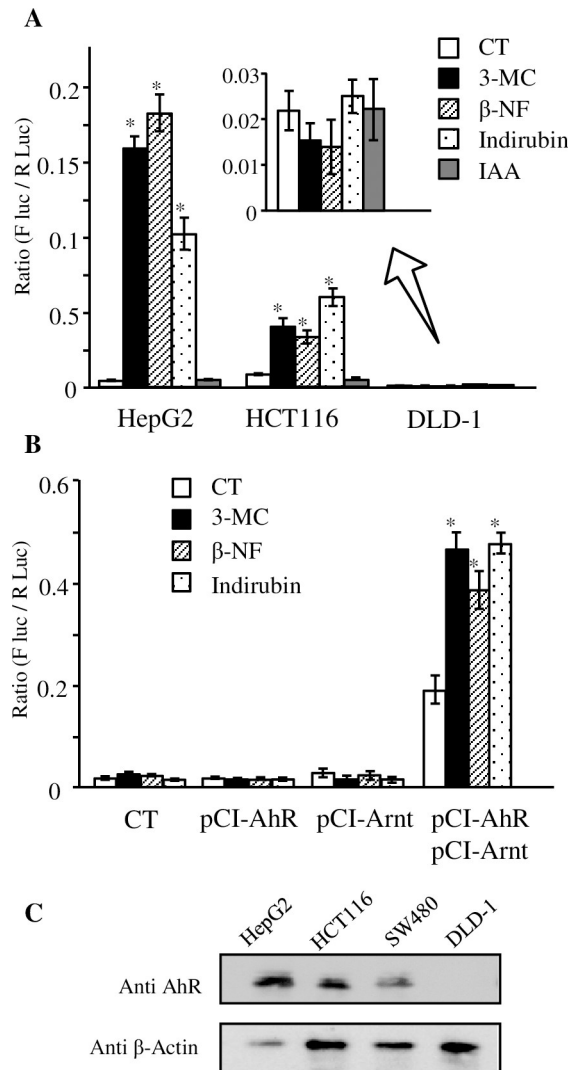 A
Ratio (F luc / R Luc)
0.2
0.15
0.1
0.5
0
0.03
0.02
0.01
0
CT
3-MC
β-NF
Indirubin
IAA
* * * * * *
HepG2 HCT116 DLD-1
B
Ratio (F luc / R Luc)
0.6
0.4
0.2
0
CT
3-MC
β-NF
Indirubin
* * *
CT pCI-AhR pCI-Arnt pCI-AhR
pCI-Arnt
C
HepG2 HCT116 SW480 DLD-1
Anti AhR
Anti β-Actin